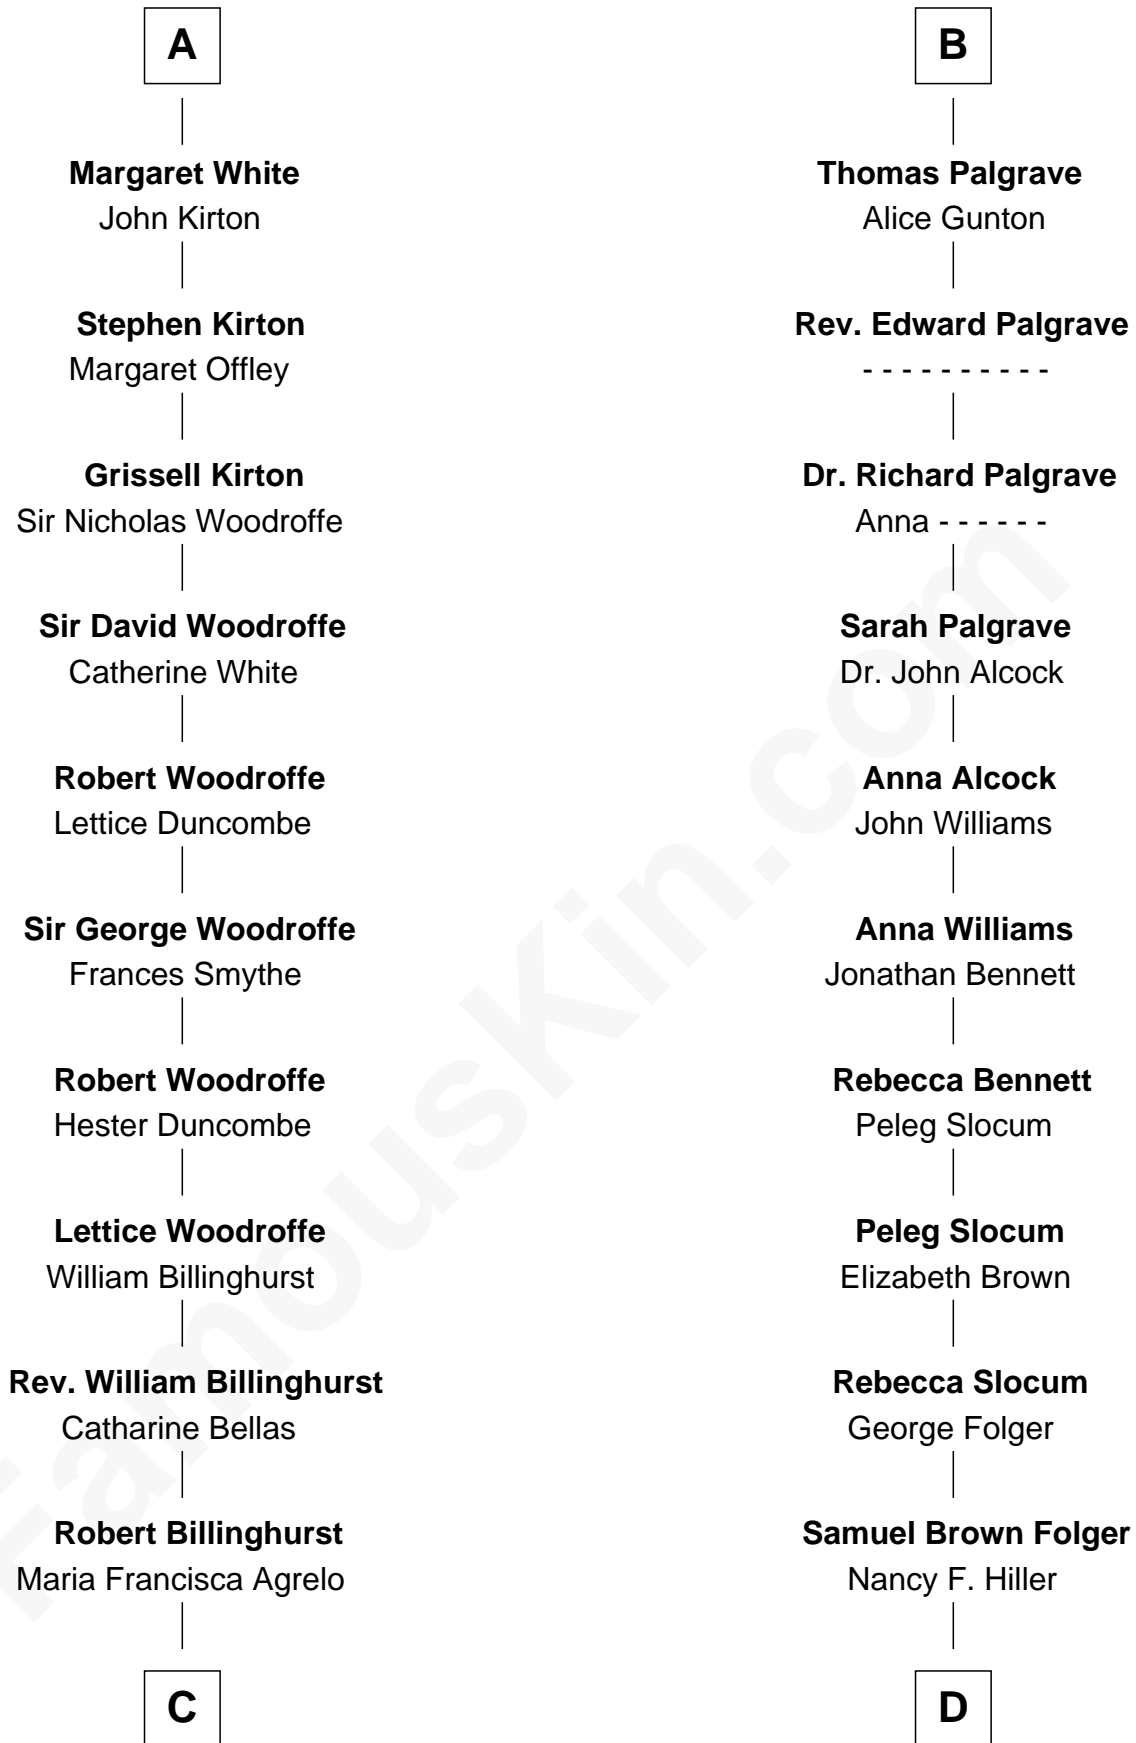 A
Margaret White
John Kirton
Stephen Kirton
Margaret Offley
Grissell Kirton
Sir Nicholas Woodroffe
Sir David Woodroffe
Catherine White
Robert Woodroffe
Lettice Duncombe
Sir George Woodroffe
Frances Smythe
Robert Woodroffe
Hester Duncombe
Lettice Woodroffe
William Billinghurst
Rev. William Billinghurst
Catharine Bellas
Robert Billinghurst
Maria Francisca Agrelo
C
B
Thomas Palgrave
Alice Gunton
Rev. Edward Palgrave
- - - - - - - - - -
Dr. Richard Palgrave
Anna - - - - - -
Sarah Palgrave
Dr. John Alcock
Anna Alcock
John Williams
Anna Williams
Jonathan Bennett
Rebecca Bennett
Peleg Slocum
Peleg Slocum
Elizabeth Brown
Rebecca Slocum
George Folger
Samuel Brown Folger
Nancy F. Hiller
D
FamousKin.com